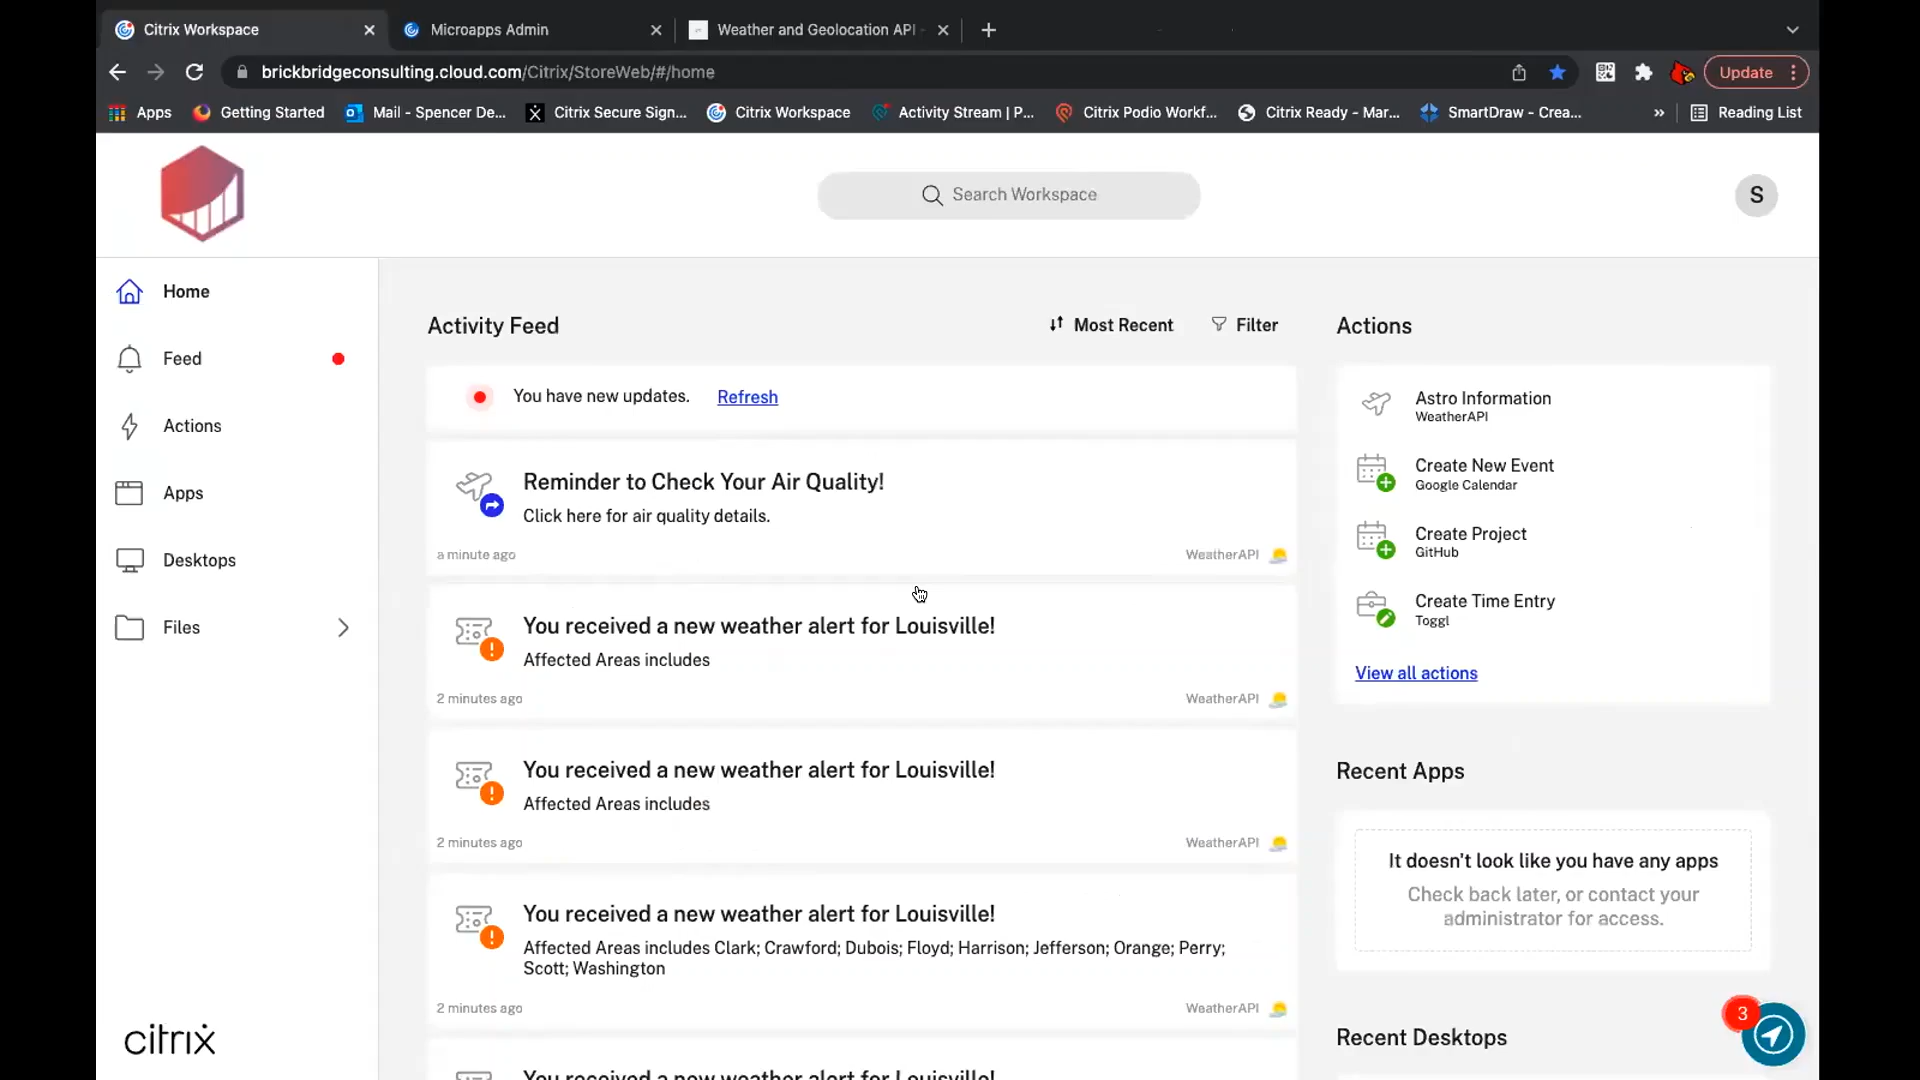 Citrix Workspace
Microapps Admin
Weather and Geolocation API -
brickbridgeconsulting.cloud.com/Citrix/StoreWeb/#/home
Update
Apps
Getting Started
Mail - Spencer De...
Citrix Secure Sign...
Citrix Workspace
Activity Stream | P...
Citrix Podio Workf...
Citrix Ready - Mar...
SmartDraw - Crea...
»
Reading List
Search Workspace
S
Home
Feed
Actions
Apps
Desktops
Files
citrix
Activity Feed
Most Recent
Filter
You have new updates. Refresh
Reminder to Check Your Air Quality!
Click here for air quality details.
a minute ago
WeatherAPI
You received a new weather alert for Louisville!
Affected Areas includes
2 minutes ago
WeatherAPI
You received a new weather alert for Louisville!
Affected Areas includes
2 minutes ago
WeatherAPI
You received a new weather alert for Louisville!
Affected Areas includes Clark; Crawford; Dubois; Floyd; Harrison; Jefferson; Orange; Perry;
Scott; Washington
2 minutes ago
WeatherAPI
You received a new weather alert for Louisville!
Actions
Astro Information
WeatherAPI
Create New Event
Google Calendar
Create Project
GitHub
Create Time Entry
Toggl
View all actions
Recent Apps
It doesn't look like you have any apps
Check back later, or contact your
administrator for access.
Recent Desktops
3